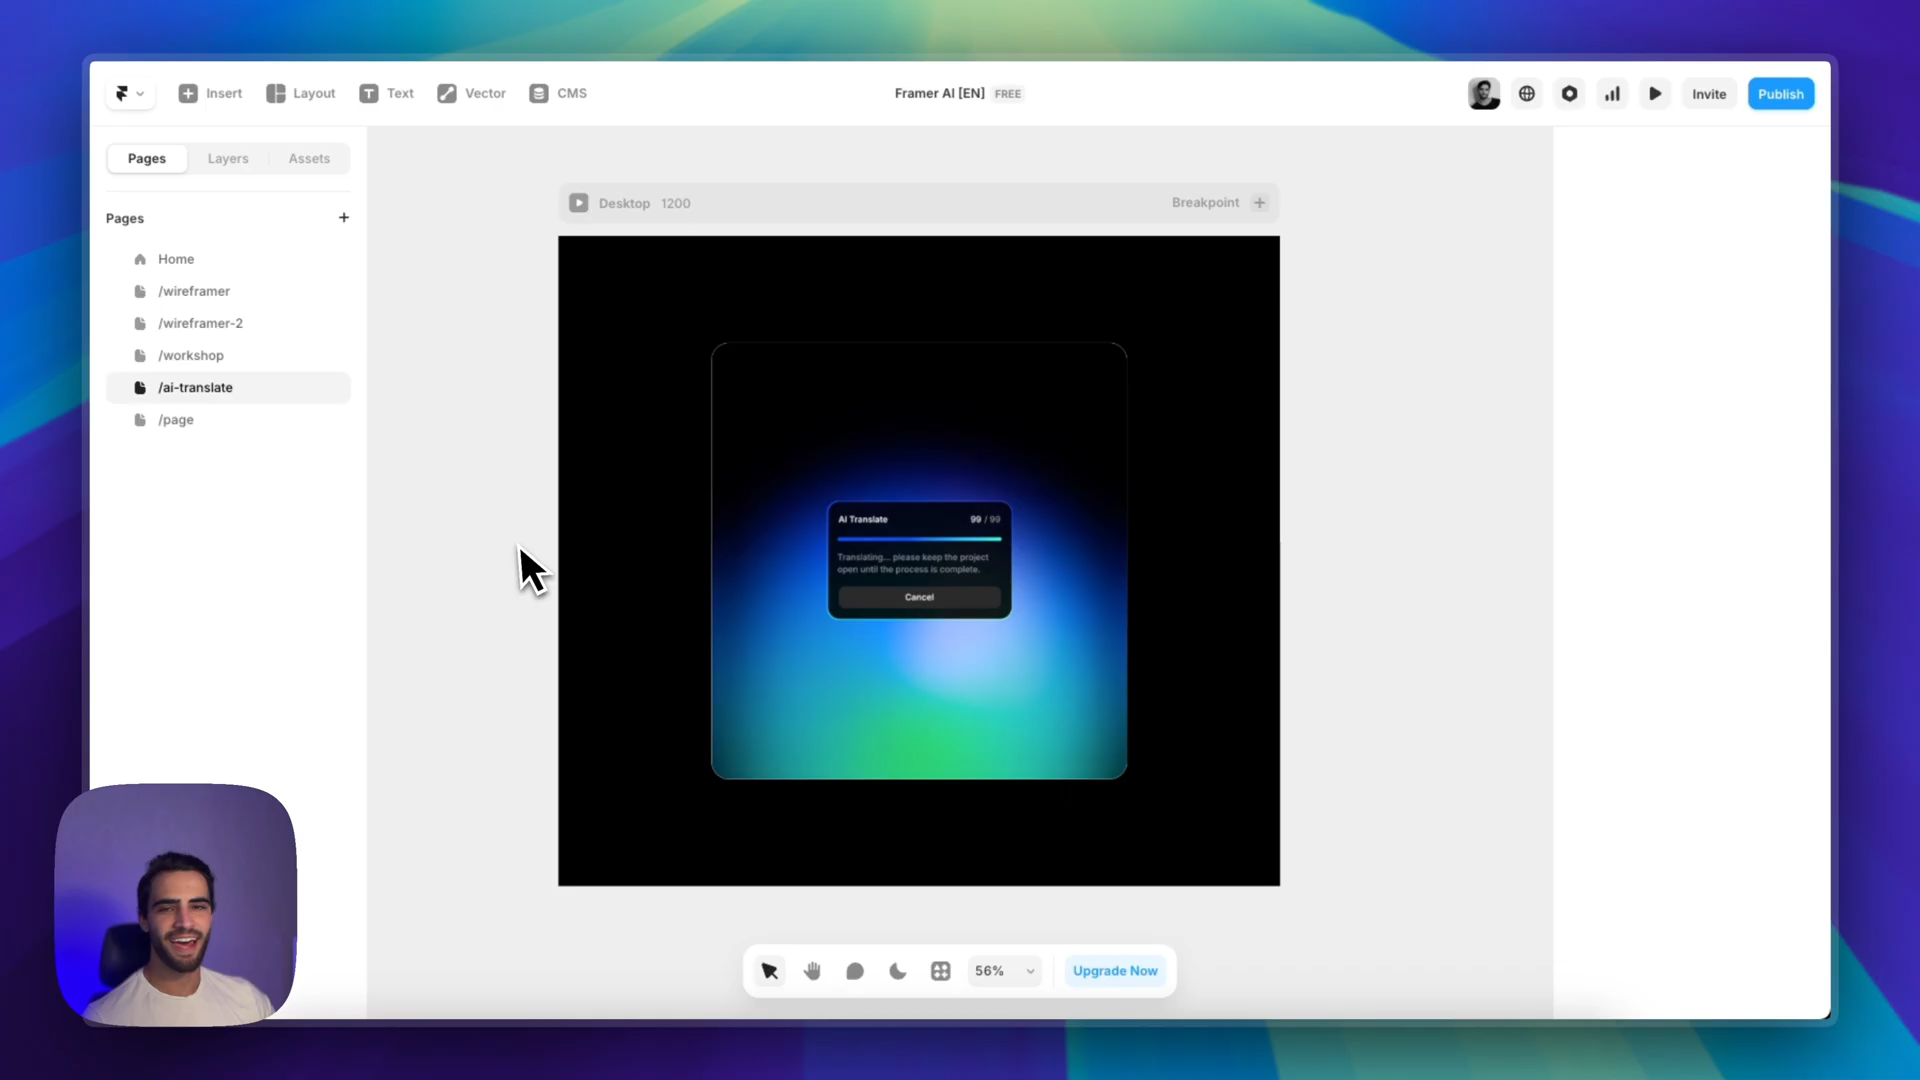 Insert
Layout
Text
Vector
CMS
Framer AI [EN] FREE
Invite
Publish
Pages
Layers
Assets
Pages
Home
/wireframer
/wireframer-2
/workshop
/ai-translate
/page
Desktop 1200
Breakpoint
AI Translate 99 / 99
Translating... please keep the project
open until the process is complete.
Cancel
56%
Upgrade Now